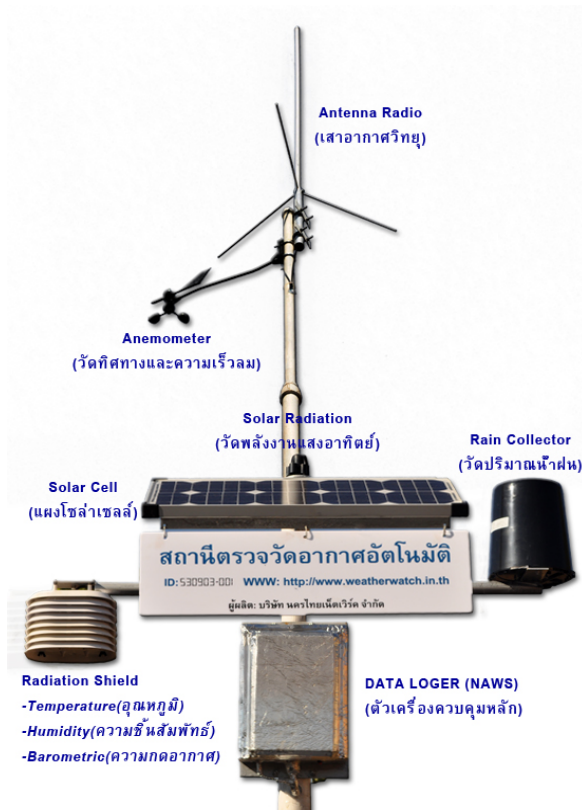 Antenna Radio
(เสาอากาศวิทยุ)
Anemometer
(วัดทิศทางและความเร็วลม)
Solar Radiation
(วัดพลังงานแสงอาทิตย์)
Rain Collector
(วัดปริมาณน้ำฝน)
Solar Cell
(แผงโซล่าเซลล์)
สถานีตรวจวัดอากาศอัตโนมัติ
ID: 530903-001 WWW: http://www.weatherwatch.in.th
ผู้ผลิต: บริษัท นครไทยเน็ตเวิร์ค จำกัด
Radiation Shield
-Temperature(อุณหภูมิ)
-Humidity(ความชื้นสัมพัทธ์)
-Barometric(ความกดอากาศ)
DATA LOGER (NAWS)
(ตัวเครื่องควบคุมหลัก)